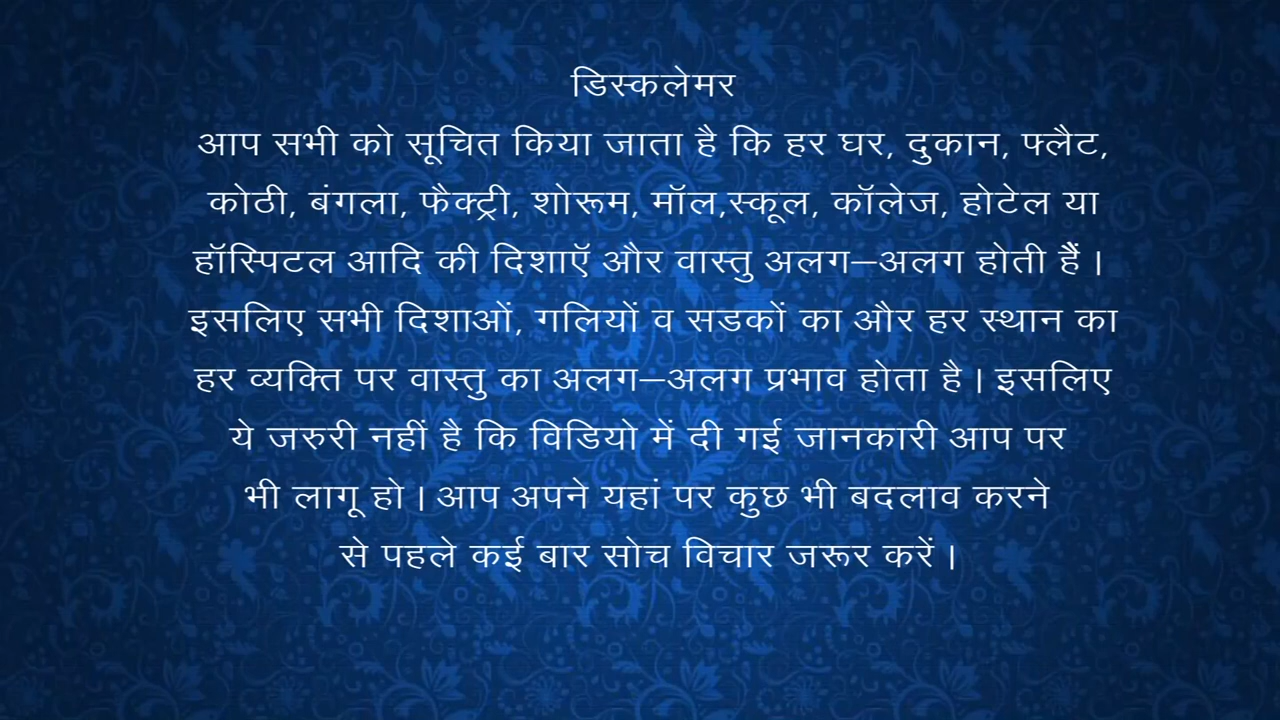 डिस्कलेमर
आप सभी को सूचित किया जाता है कि हर घर, दुकान, फ्लैट,
कोठी, बंगला, फैक्ट्री, शोरूम, मॉल,स्कूल, कॉलेज, होटेल या
हॉस्पिटल आदि की दिशाऍ और वास्तु अलग–अलग होती हैं ।
इसलिए सभी दिशाओं, गलियों व सडकों का और हर स्थान का
हर व्यक्ति पर वास्तु का अलग–अलग प्रभाव होता है । इसलिए
ये जरुरी नहीं है कि विडियो में दी गई जानकारी आप पर
भी लागू हो । आप अपने यहां पर कुछ भी बदलाव करने
से पहले कई बार सोच विचार जरूर करें ।